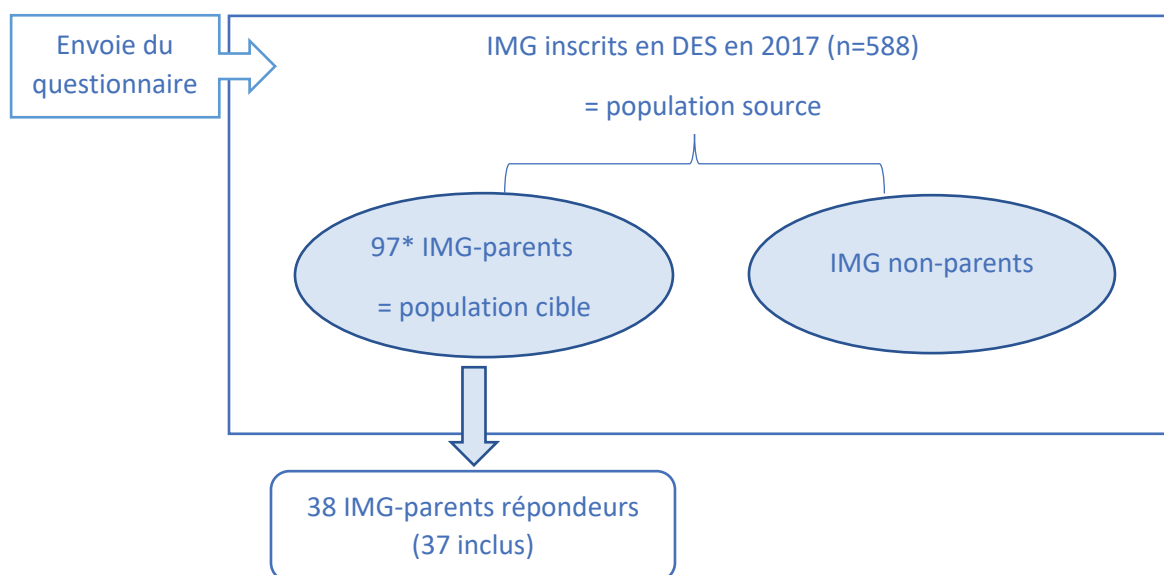 Envoie du
questionnaire
IMG inscrits en DES en 2017 (n=588)
= population source
97* IMG-parents
= population cible
IMG non-parents
38 IMG-parents répondeurs
(37 inclus)